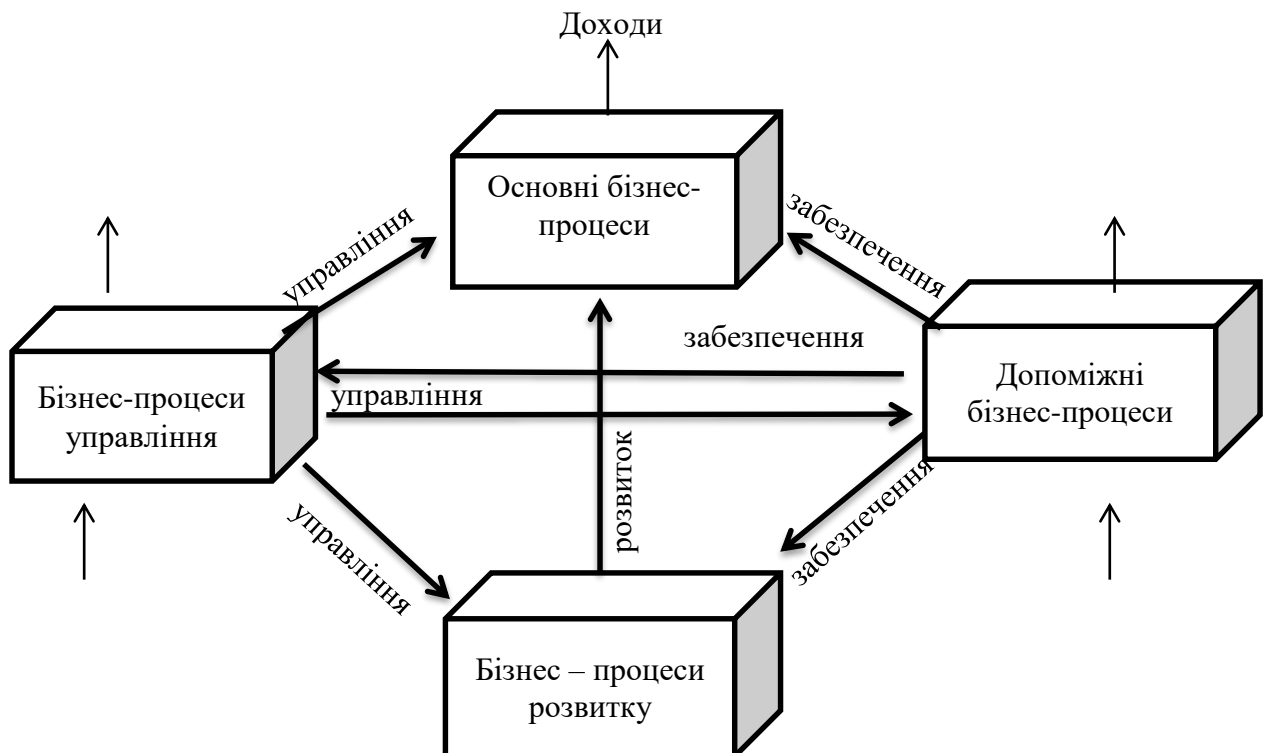 Доходи
Основні бізнес-
процеси
управління
забезпечення
забезпечення
управління
Бізнес-процеси
управління
Допоміжні
бізнес-процеси
розвиток
управління
забезпечення
Бізнес – процеси
розвитку